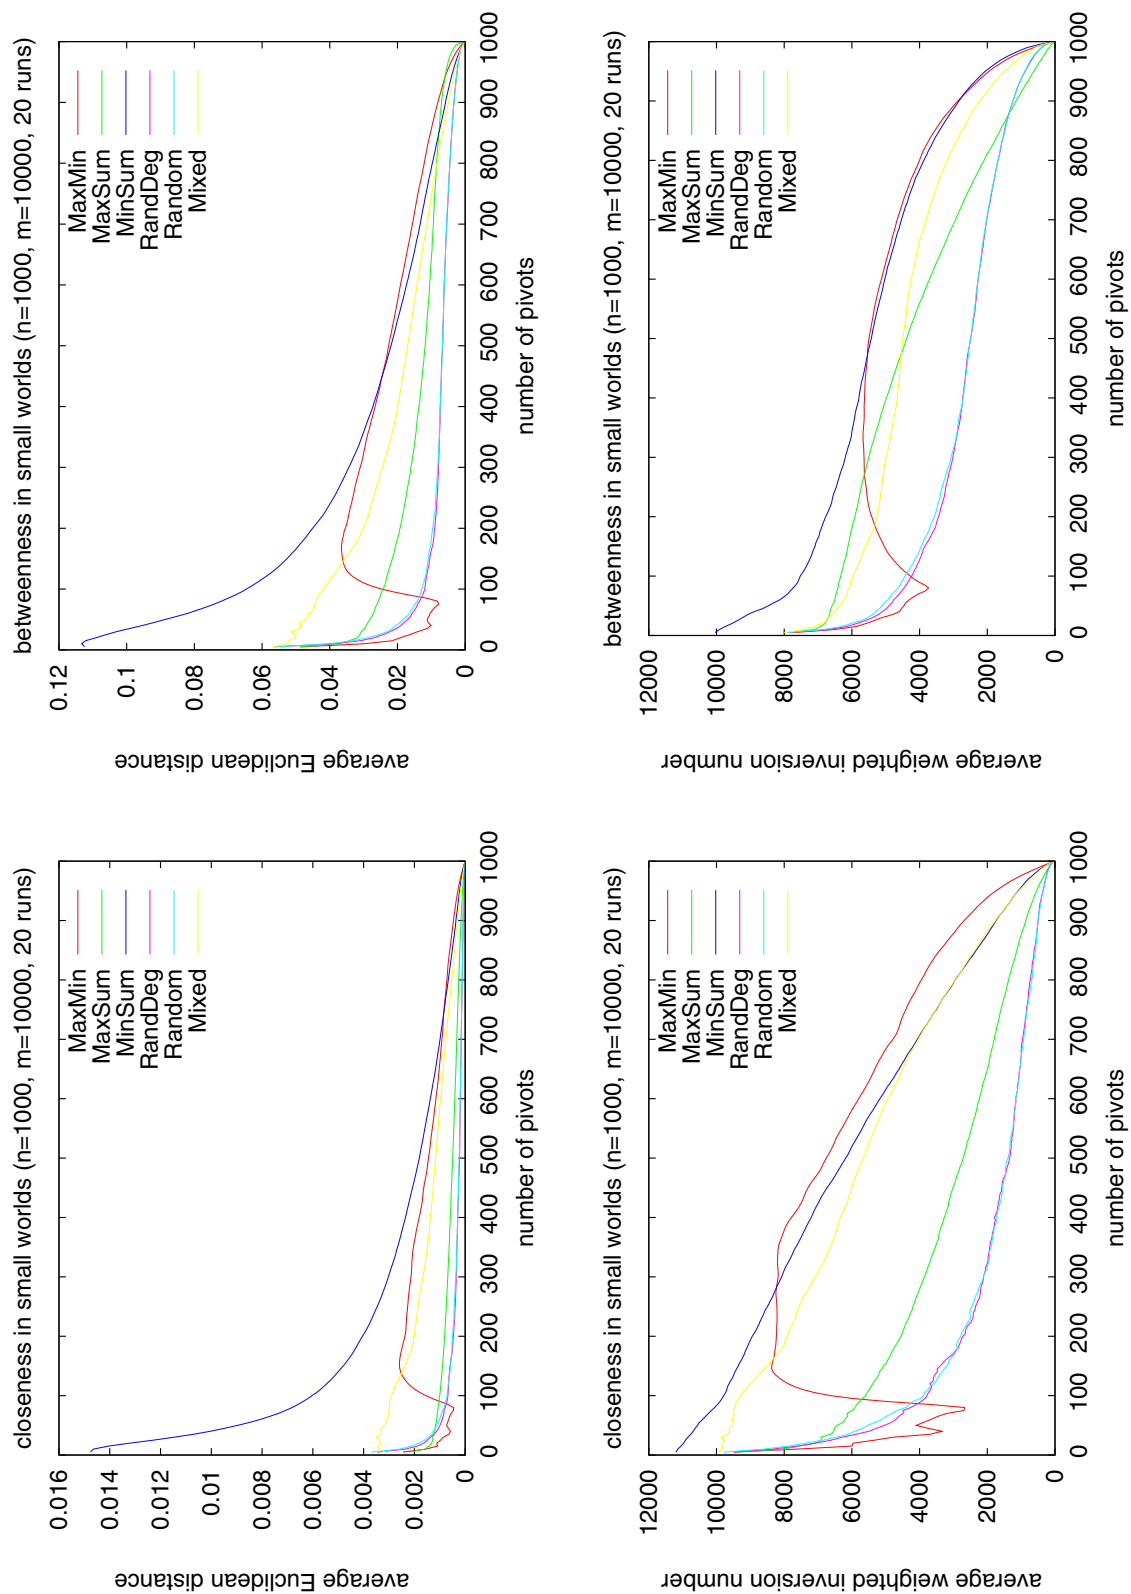 closeness in small worlds (n=1000, m=10000, 20 runs)
average Euclidean distance
0.016
0.014
0.012
0.01
0.008
0.006
0.004
0.002
0
MaxMin
MaxSum
MinSum
RandDeg
Random
Mixed
0 100 200 300 400 500 600 700 800 900 1000
number of pivots
betweenness in small worlds (n=1000, m=10000, 20 runs)
average Euclidean distance
0.12
0.1
0.08
0.06
0.04
0.02
0
MaxMin
MaxSum
MinSum
RandDeg
Random
Mixed
0 100 200 300 400 500 600 700 800 900 1000
number of pivots
closeness in small worlds (n=1000, m=10000, 20 runs)
average weighted inversion number
12000
10000
8000
6000
4000
2000
0
MaxMin
MaxSum
MinSum
RandDeg
Random
Mixed
0 100 200 300 400 500 600 700 800 900 1000
number of pivots
betweenness in small worlds (n=1000, m=10000, 20 runs)
average weighted inversion number
12000
10000
8000
6000
4000
2000
0
MaxMin
MaxSum
MinSum
RandDeg
Random
Mixed
0 100 200 300 400 500 600 700 800 900 1000
number of pivots